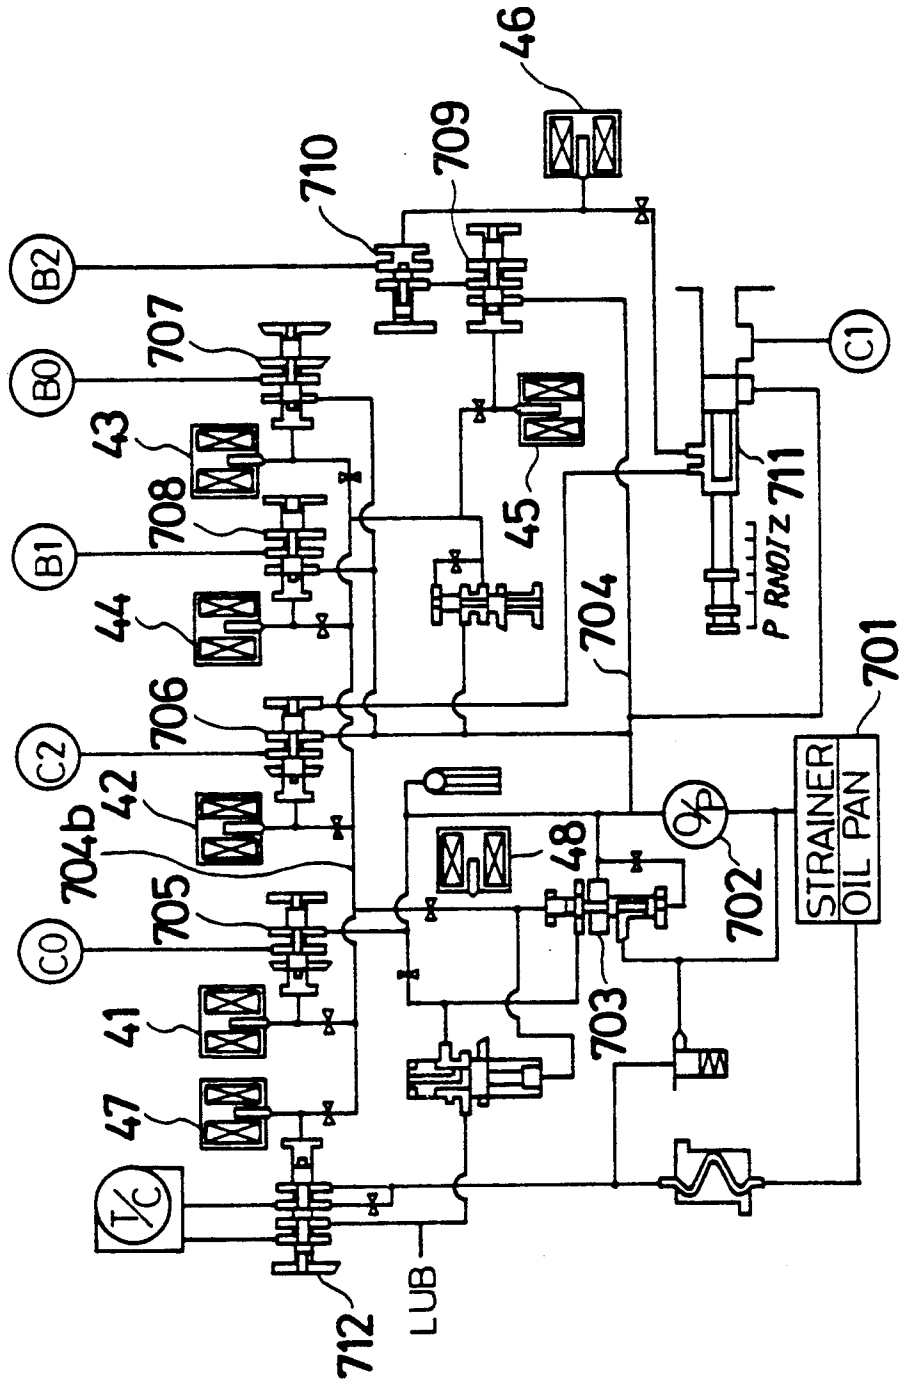 C0
C2
B1
B0
B2
704b
T/C
47
41
42
44
43
705
706
708
707
710
712
LUB
709
46
45
48
703
704
O/P
702
P RNDIZ
711
STRAINER
OIL PAN
C1
701